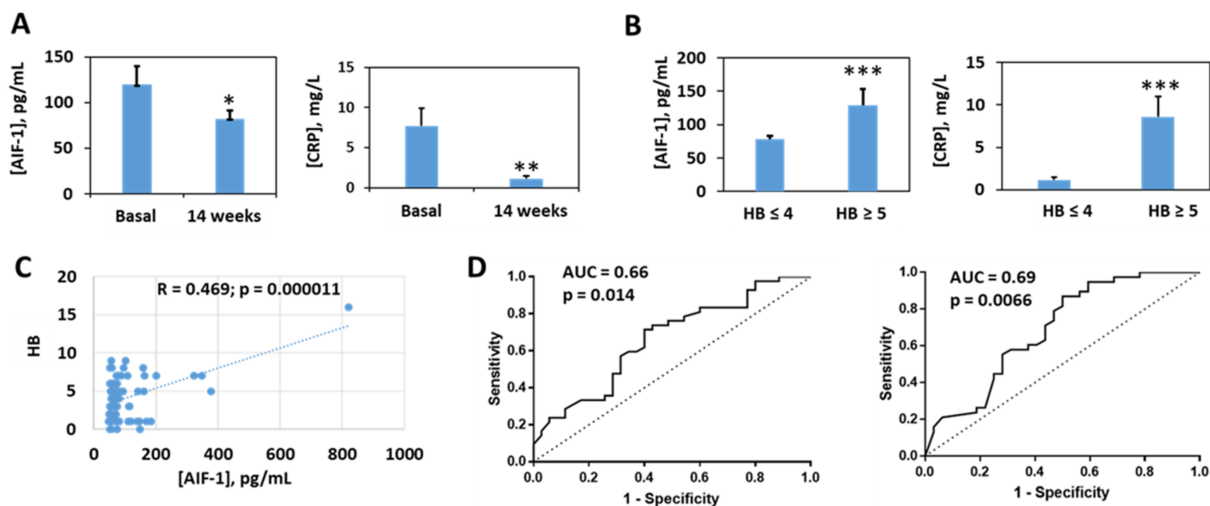 A
[AIF-1], pg/mL
150
100
50
0
*
Basal 14 weeks
[CRP], mg/L
15
10
5
0
**
Basal 14 weeks
B
[AIF-1], pg/mL
200
150
100
50
0
***
HB ≤ 4 HB ≥ 5
[CRP], mg/L
15
10
5
0
***
HB ≤ 4 HB ≥ 5
C
HB
20
15
10
5
0
R = 0.469; p = 0.000011
0 200 400 600 800 1000
[AIF-1], pg/mL
D
Sensitivity
1.0
0.8
0.6
0.4
0.2
0.0
AUC = 0.66
p = 0.014
0.0 0.2 0.4 0.6 0.8 1.0
1 - Specificity
Sensitivity
1.0
0.8
0.6
0.4
0.2
0.0
AUC = 0.69
p = 0.0066
0.0 0.2 0.4 0.6 0.8 1.0
1 - Specificity